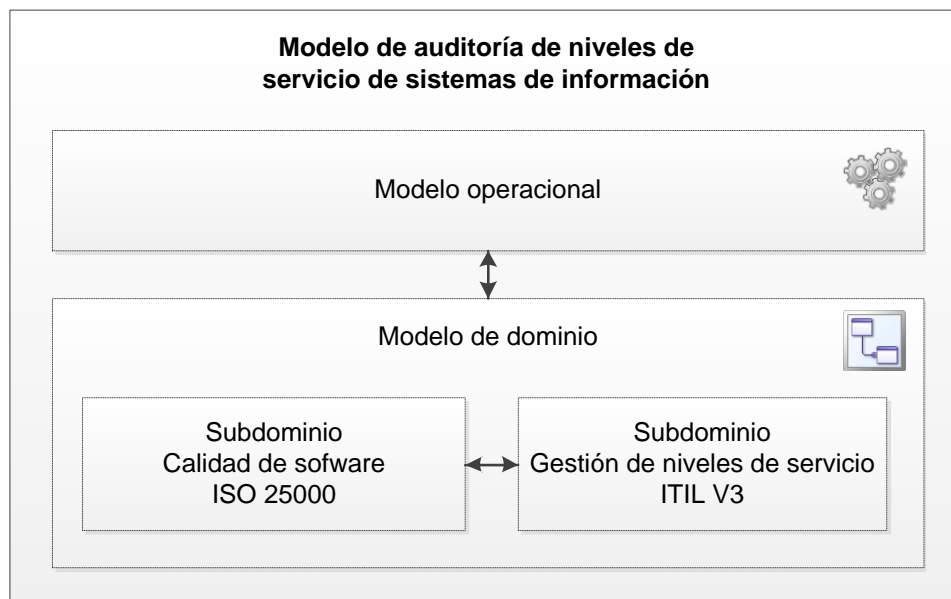 Modelo de auditoría de niveles de
servicio de sistemas de información
Modelo operacional
Modelo de dominio
Subdominio
Calidad de sofware
ISO 25000
Subdominio
Gestión de niveles de servicio
ITIL V3